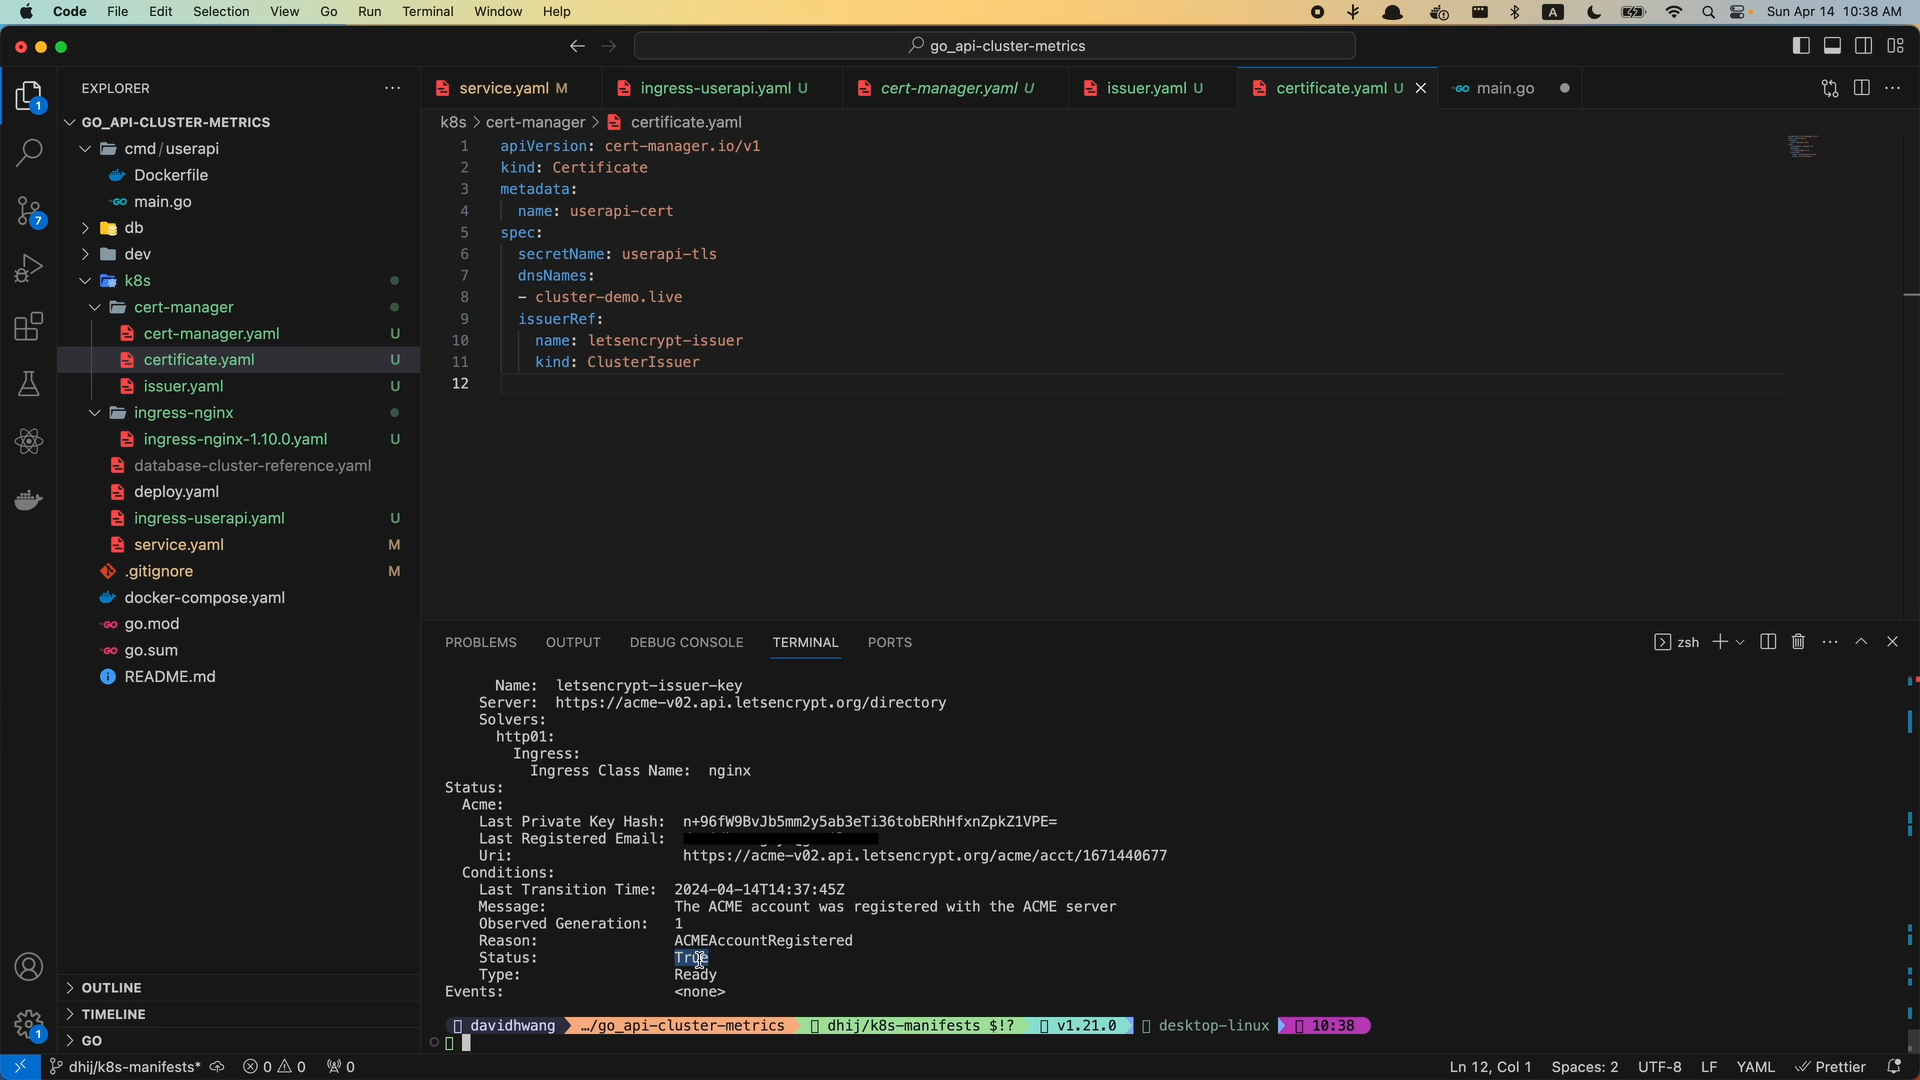 Code File Edit Selection View Go Run Terminal Window Help
A
Sun Apr 14 10:38 AM
go_api-cluster-metrics
EXPLORER
service.yaml M
ingress-userapi.yaml U
cert-manager.yaml U
issuer.yaml U
certificate.yaml U
main.go
GO_API-CLUSTER-METRICS
cmd/userapi
Dockerfile
main.go
db
dev
k8s
cert-manager
cert-manager.yaml U
certificate.yaml U
issuer.yaml U
ingress-nginx
ingress-nginx-1.10.0.yaml U
database-cluster-reference.yaml
deploy.yaml
ingress-userapi.yaml U
service.yaml M
.gitignore M
docker-compose.yaml
go.mod
go.sum
README.md
OUTLINE
TIMELINE
GO
1
7
1
k8s > cert-manager > certificate.yaml
1 apiVersion: cert-manager.io/v1
2 kind: Certificate
3 metadata:
4 name: userapi-cert
5 spec:
6 secretName: userapi-tls
7 dnsNames:
8 - cluster-demo.live
9 issuerRef:
10 name: letsencrypt-issuer
11 kind: ClusterIssuer
12
PROBLEMS OUTPUT DEBUG CONSOLE TERMINAL PORTS
zsh
Name: letsencrypt-issuer-key
Server: https://acme-v02.api.letsencrypt.org/directory
Solvers:
http01:
Ingress:
Ingress Class Name: nginx
Status:
Acme:
Last Private Key Hash: n+96fW9BvJb5mm2y5ab3eTi36tobERhHfxnZpkZ1VPE=
Last Registered Email:
Uri: https://acme-v02.api.letsencrypt.org/acme/acct/1671440677
Conditions:
Last Transition Time: 2024-04-14T14:37:45Z
Message: The ACME account was registered with the ACME server
Observed Generation: 1
Reason: ACMEAccountRegistered
Status: True
Type: Ready
Events: <none>
davidhwang …/go_api-cluster-metrics dhij/k8s-manifests $!? v1.21.0 desktop-linux 10:38
dhij/k8s-manifests* 0 0 0
Ln 12, Col 1 Spaces: 2 UTF-8 LF YAML Prettier